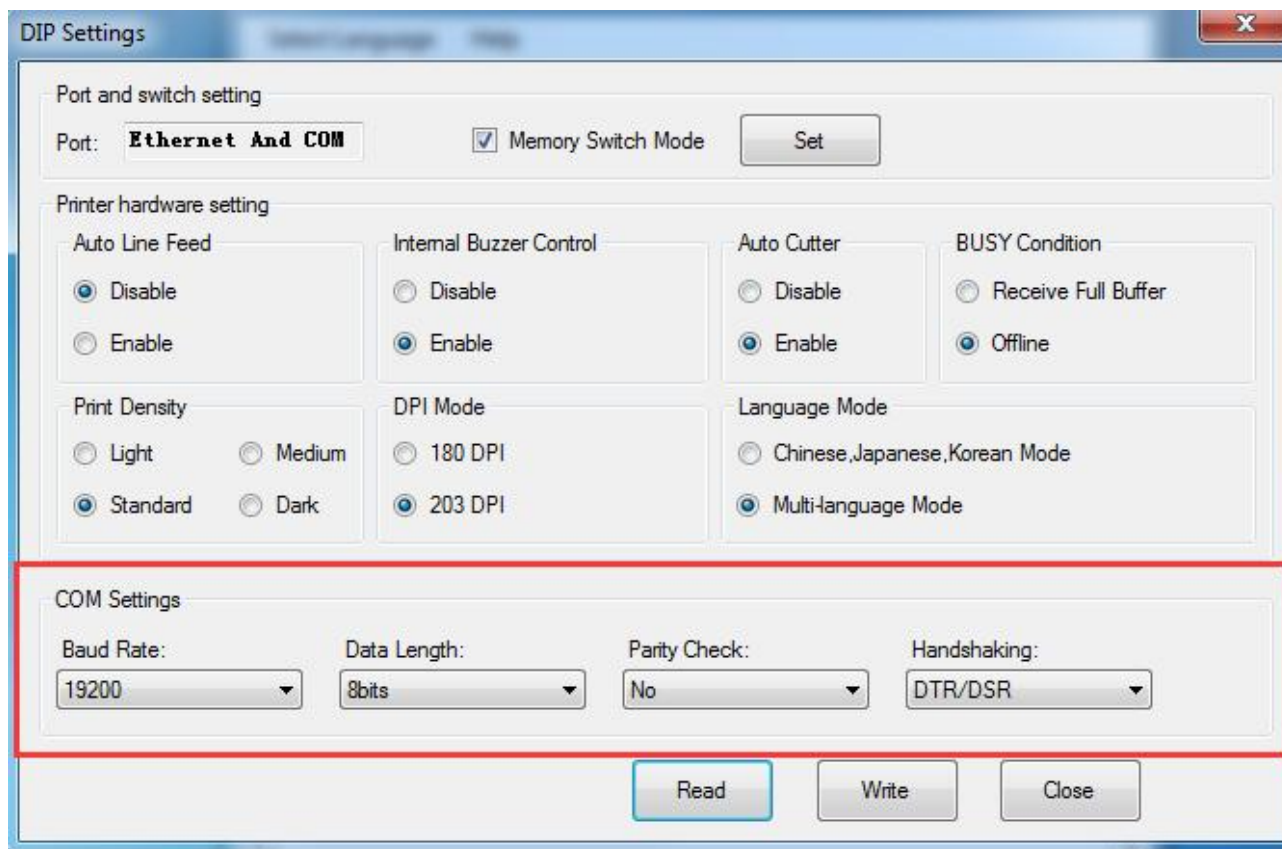 DIP Settings
Select Language Help
X
Port and switch setting
Port: Ethernet And COM Memory Switch Mode Set
Printer hardware setting
Auto Line Feed Internal Buzzer Control Auto Cutter BUSY Condition
Disable Disable Disable Receive Full Buffer
Enable Enable Enable Offline
Print Density DPI Mode Language Mode
Light Medium 180 DPI Chinese,Japanese,Korean Mode
Standard Dark 203 DPI Multi-language Mode
COM Settings
Baud Rate: Data Length: Parity Check: Handshaking:
19200 8bits No DTR/DSR
Read Write Close